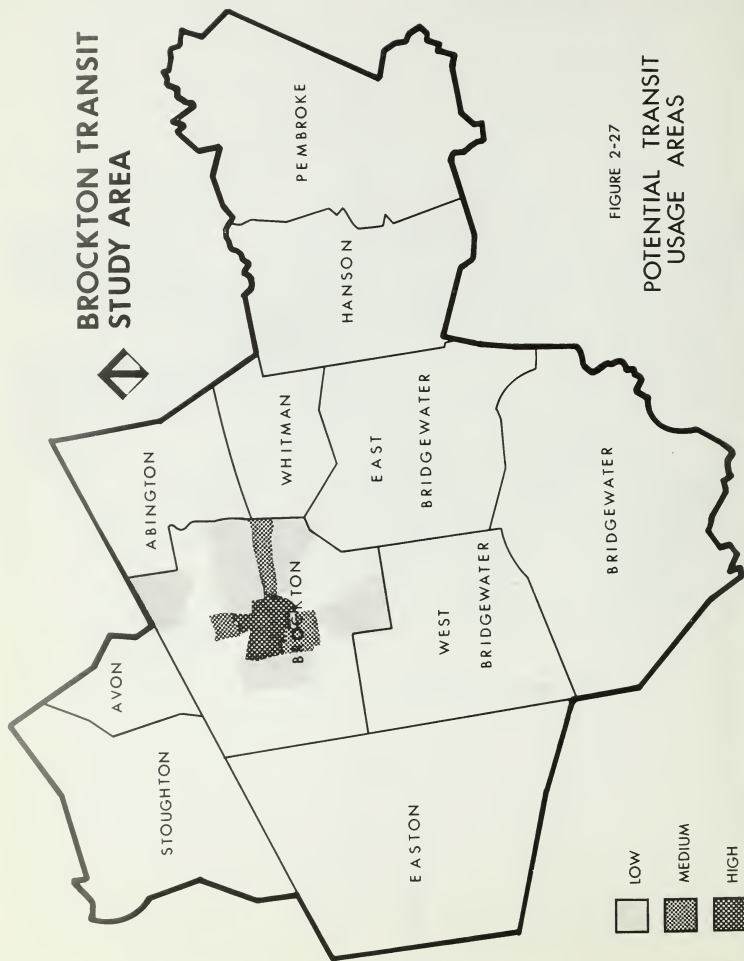 BROCKTON TRANSIT
STUDY AREA
PEMBROKE
HANSON
ABINGTON
WHITMAN
EAST
BRIDGEWATER
AVON
STOUGHTON
BROCKTON
WEST
BRIDGEWATER
BRIDGEWATER
EASTON
LOW
MEDIUM
HIGH
FIGURE 2-27
POTENTIAL TRANSIT
USAGE AREAS